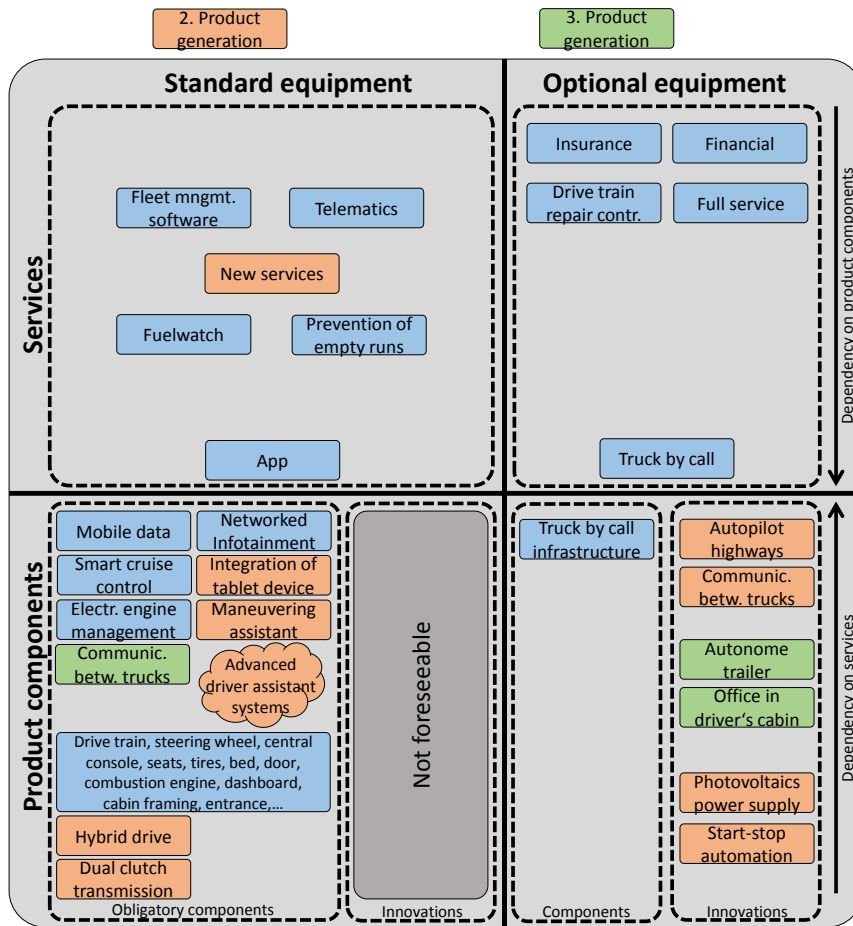 2. Product
generation
3. Product
generation
Standard equipment
Optional equipment
Services
Fleet mngmt.
software
Telematics
New services
Fuelwatch
Prevention of
empty runs
App
Insurance
Financial
Drive train
repair contr.
Full service
Truck by call
Dependency on product components
Product components
Mobile data
Networked
Infotainment
Smart cruise
control
Integration of
tablet device
Electr. engine
management
Maneuvering
assistant
Communic.
betw. trucks
Advanced
driver assistant
systems
Drive train, steering wheel, central
console, seats, tires, bed, door,
combustion engine, dashboard,
cabin framing, entrance,...
Hybrid drive
Dual clutch
transmission
Obligatory components
Not foreseeable
Innovations
Truck by call
infrastructure
Components
Autopilot
highways
Communic.
betw. trucks
Autonome
trailer
Office in
driver‘s cabin
Photovoltaics
power supply
Start-stop
automation
Innovations
Dependency on services